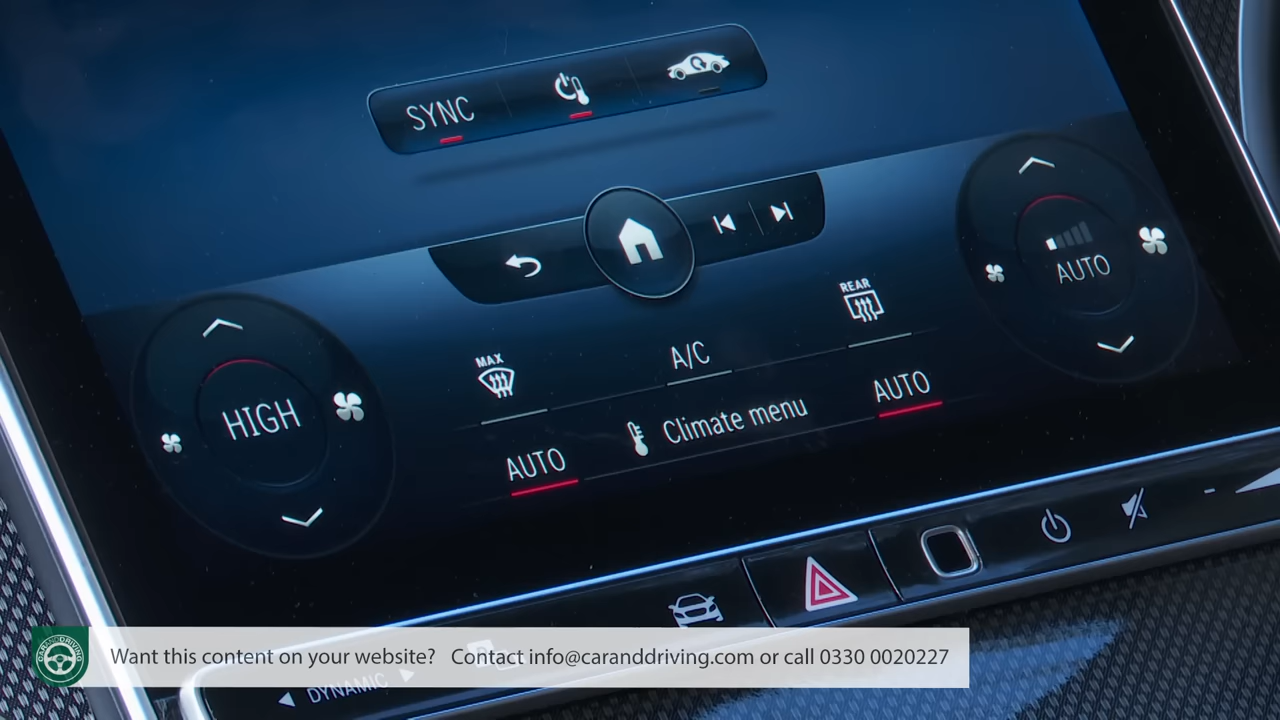 SYNC
REAR
MAX
A/C
AUTO
HIGH
AUTO
Climate menu
AUTO
DYNAMIC
CARANDDRIVING
Want this content on your website? Contact info@caranddriving.com or call 0330 0020227